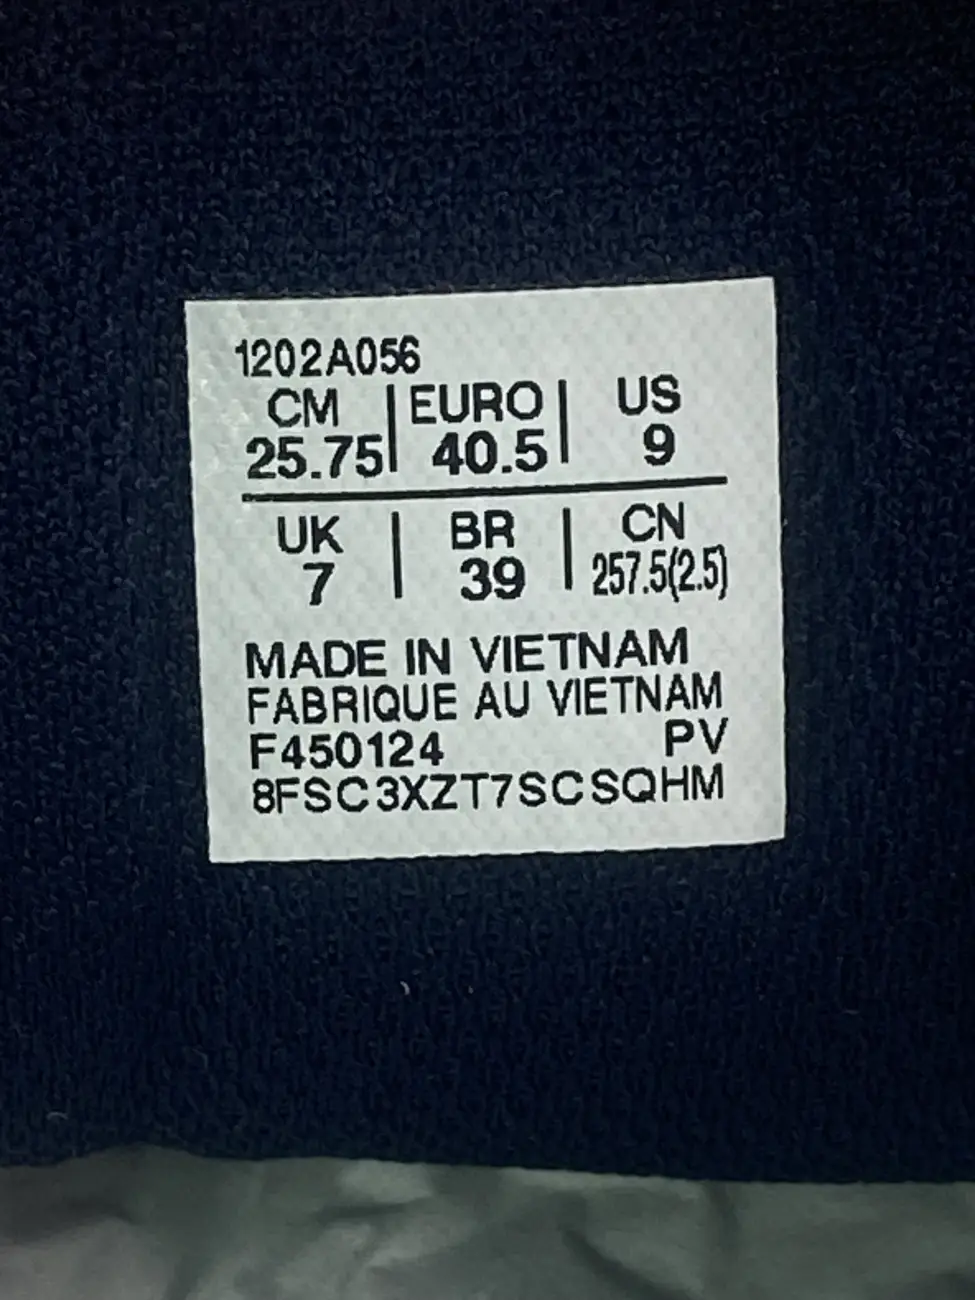 1202A056
CM | EURO | US
25.75 | 40.5 | 9
UK | BR | CN
7 | 39 | 257.5(2.5)
MADE IN VIETNAM
FABRIQUE AU VIETNAM
F450124 PV
8FSC3XZT7SCSQHM